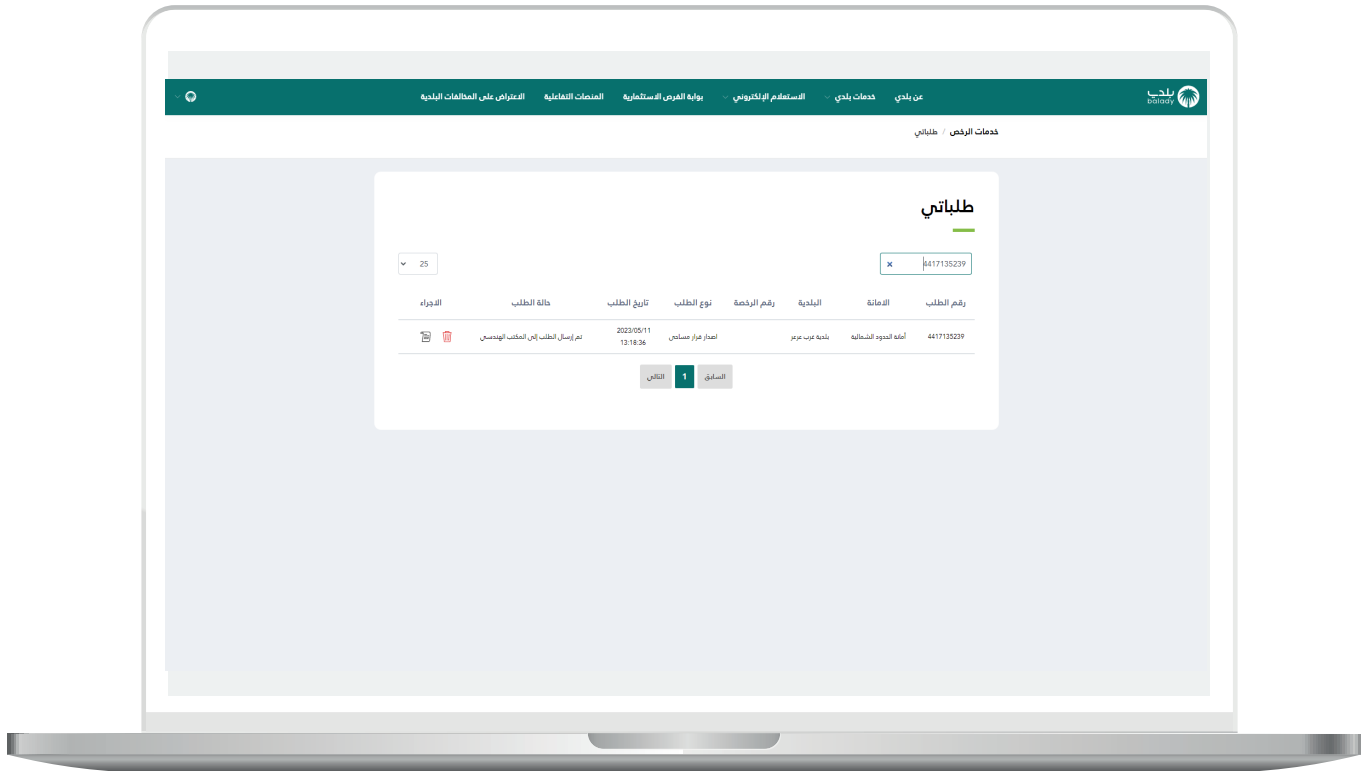 بلدي
balady
عن بلدي خدمات بلدي الاستعلام الإلكتروني بوابة الفرص الاستثمارية المنصات التفاعلية الاعتراض على المخالفات البلدية
خدمات الرخص / طلباتي
طلباتي
4417135239 ×
25
رقم الطلب الامانة البلدية رقم الرخصة نوع الطلب تاريخ الطلب حالة الطلب الاجراء
4417135239 أمانة الحدود الشمالية بلدية غرب عرعر اصدار قرار مساحي 2023/05/11 تم إرسال الطلب إلى المكتب الهندسي
13:18:36
السابق 1 التالي